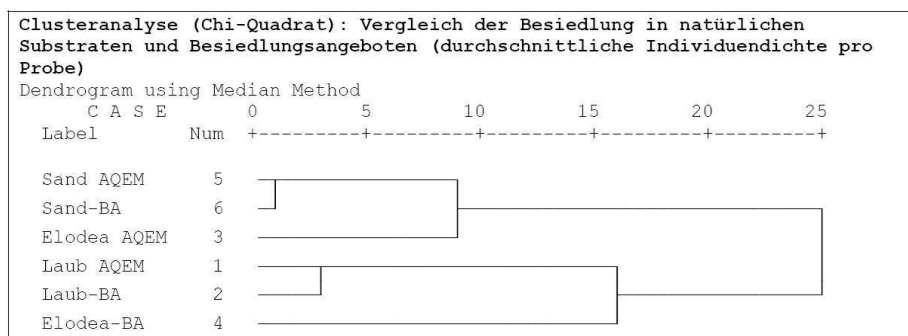 Clusteranalyse (Chi-Quadrat): Vergleich der Besiedlung in natürlichen
Substraten und Besiedlungsangeboten (durchschnittliche Individuendichte pro
Probe)
Dendrogram using Median Method
C A S E 0 5 10 15 20 25
Label Num +---------+---------+---------+---------+---------+
Sand AQEM 5
Sand-BA 6
Elodea AQEM 3
Laub AQEM 1
Laub-BA 2
Elodea-BA 4